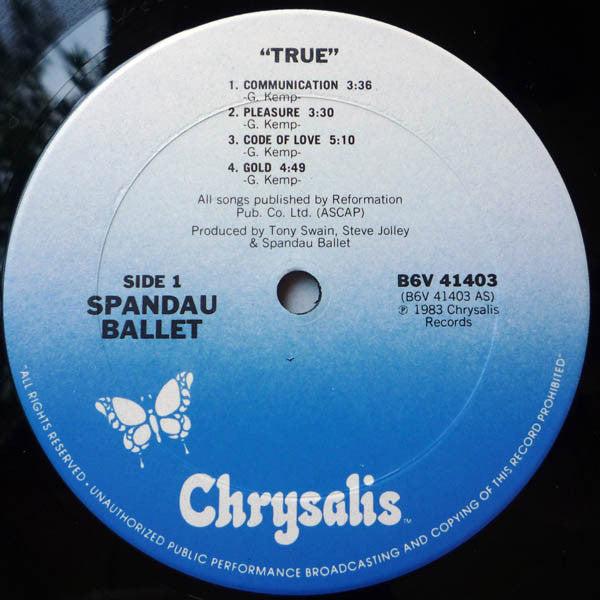 "TRUE"
1. COMMUNICATION 3:36
-G. Kemp-
2. PLEASURE 3:30
-G. Kemp-
3. CODE OF LOVE 5:10
-G. Kemp-
4. GOLD 4:49
-G. Kemp-
All songs published by Reformation
Pub. Co. Ltd. (ASCAP)
Produced by Tony Swain, Steve Jolley
& Spandau Ballet
SIDE 1
SPANDAU
BALLET
B6V 41403
(B6V 41403 AS)
℗ 1983 Chrysalis
Records
Chrysalis™
"ALL RIGHTS RESERVED • UNAUTHORIZED PUBLIC PERFORMANCE BROADCASTING AND COPYING OF THIS RECORD PROHIBITED"